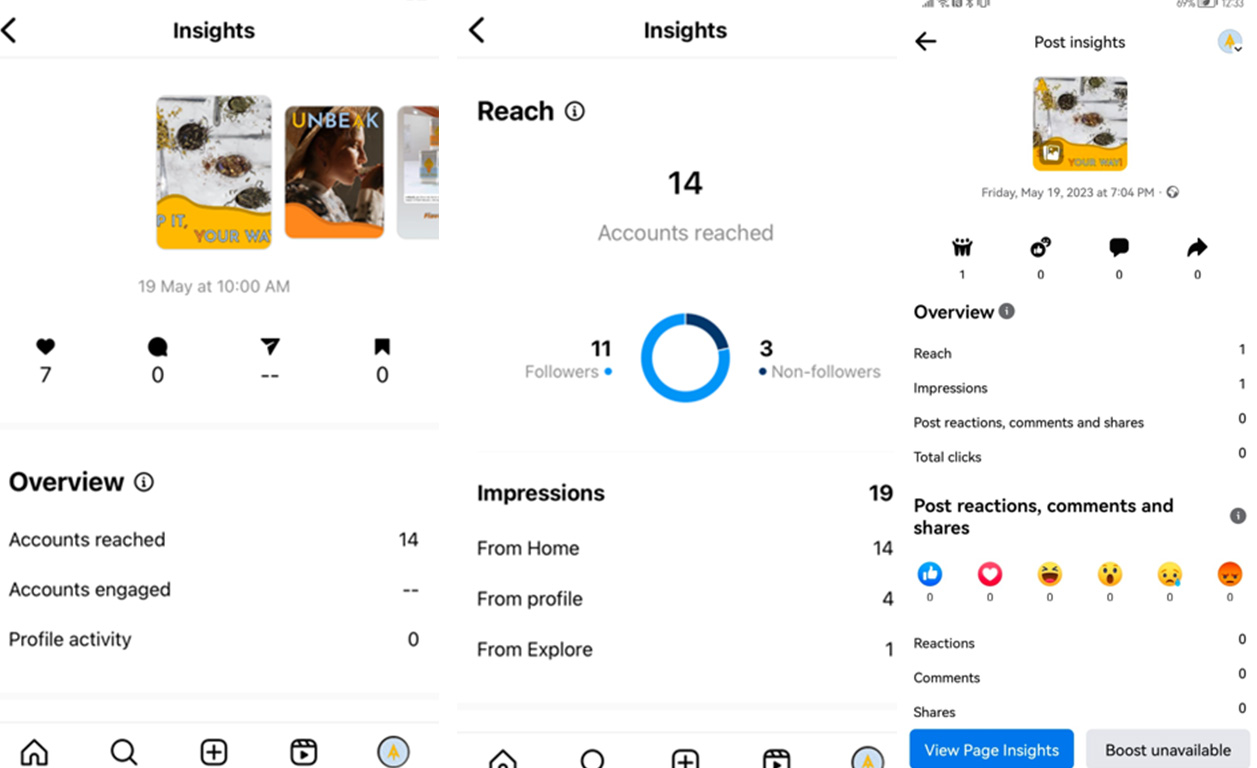 Insights
UNBEAK
P IT,
YOUR WA
19 May at 10:00 AM
7
0
--
0
Overview
Accounts reached
14
Accounts engaged
--
Profile activity
0
Insights
Reach
14
Accounts reached
11
Followers
3
Non-followers
Impressions
19
From Home
14
From profile
4
From Explore
1
69%
12:33
Post insights
YOUR WAY!
Friday, May 19, 2023 at 7:04 PM ·
1
0
0
0
Overview
Reach
1
Impressions
1
Post reactions, comments and shares
0
Total clicks
0
Post reactions, comments and
shares
0
0
0
0
0
0
Reactions
0
Comments
0
Shares
0
View Page Insights
Boost unavailable